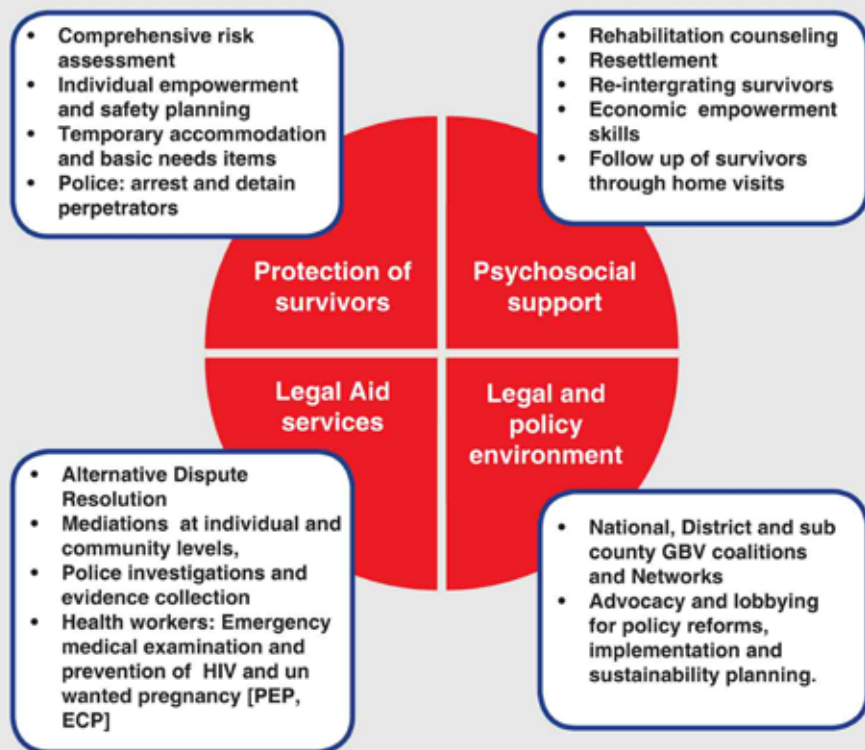 • Comprehensive risk
assessment
• Individual empowerment
and safety planning
• Temporary accommodation
and basic needs items
• Police: arrest and detain
perpetrators
• Rehabilitation counseling
• Resettlement
• Re-intergrating survivors
• Economic empowerment
skills
• Follow up of survivors
through home visits
Protection of
survivors
Psychosocial
support
Legal Aid
services
Legal and
policy
environment
• Alternative Dispute
Resolution
• Mediations at individual and
community levels,
• Police investigations and
evidence collection
• Health workers: Emergency
medical examination and
prevention of HIV and un
wanted pregnancy [PEP,
ECP]
• National, District and sub
county GBV coalitions
and Networks
• Advocacy and lobbying
for policy reforms,
implementation and
sustainability planning.